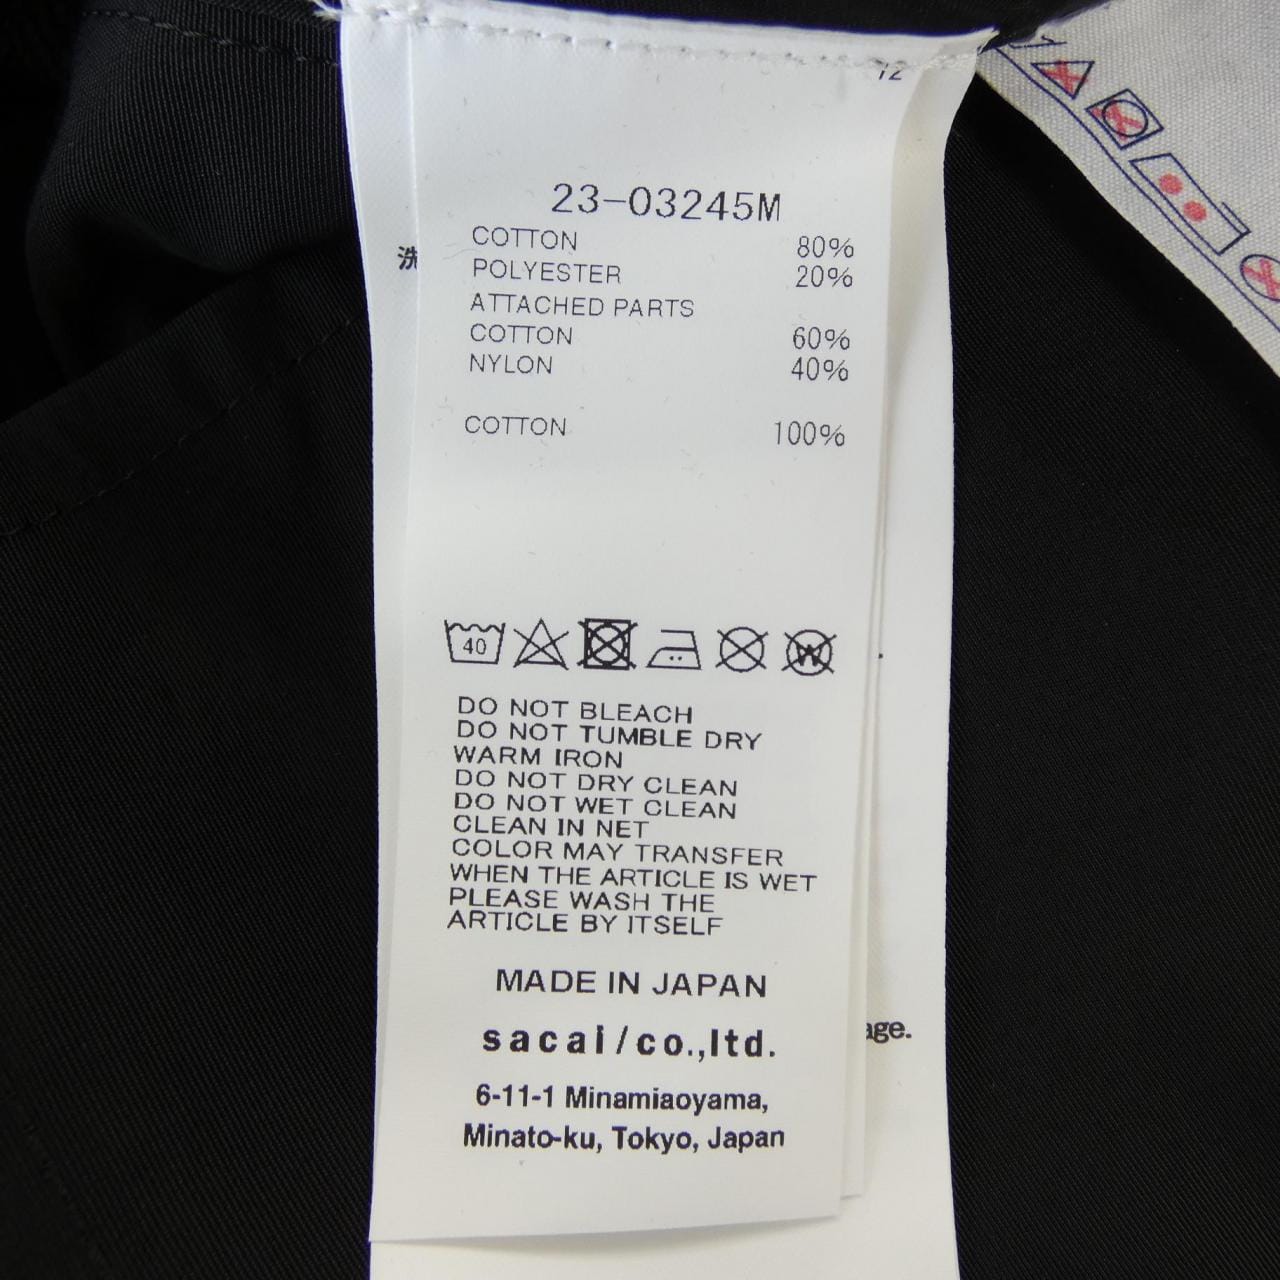 12
23-03245M
洗
COTTON 80%
POLYESTER 20%
ATTACHED PARTS
COTTON 60%
NYLON 40%
COTTON 100%
40
W
DO NOT BLEACH
DO NOT TUMBLE DRY
WARM IRON
DO NOT DRY CLEAN
DO NOT WET CLEAN
CLEAN IN NET
COLOR MAY TRANSFER
WHEN THE ARTICLE IS WET
PLEASE WASH THE
ARTICLE BY ITSELF
MADE IN JAPAN
age.
sacai/co.,ltd.
6-11-1 Minamiaoyama,
Minato-ku, Tokyo, Japan